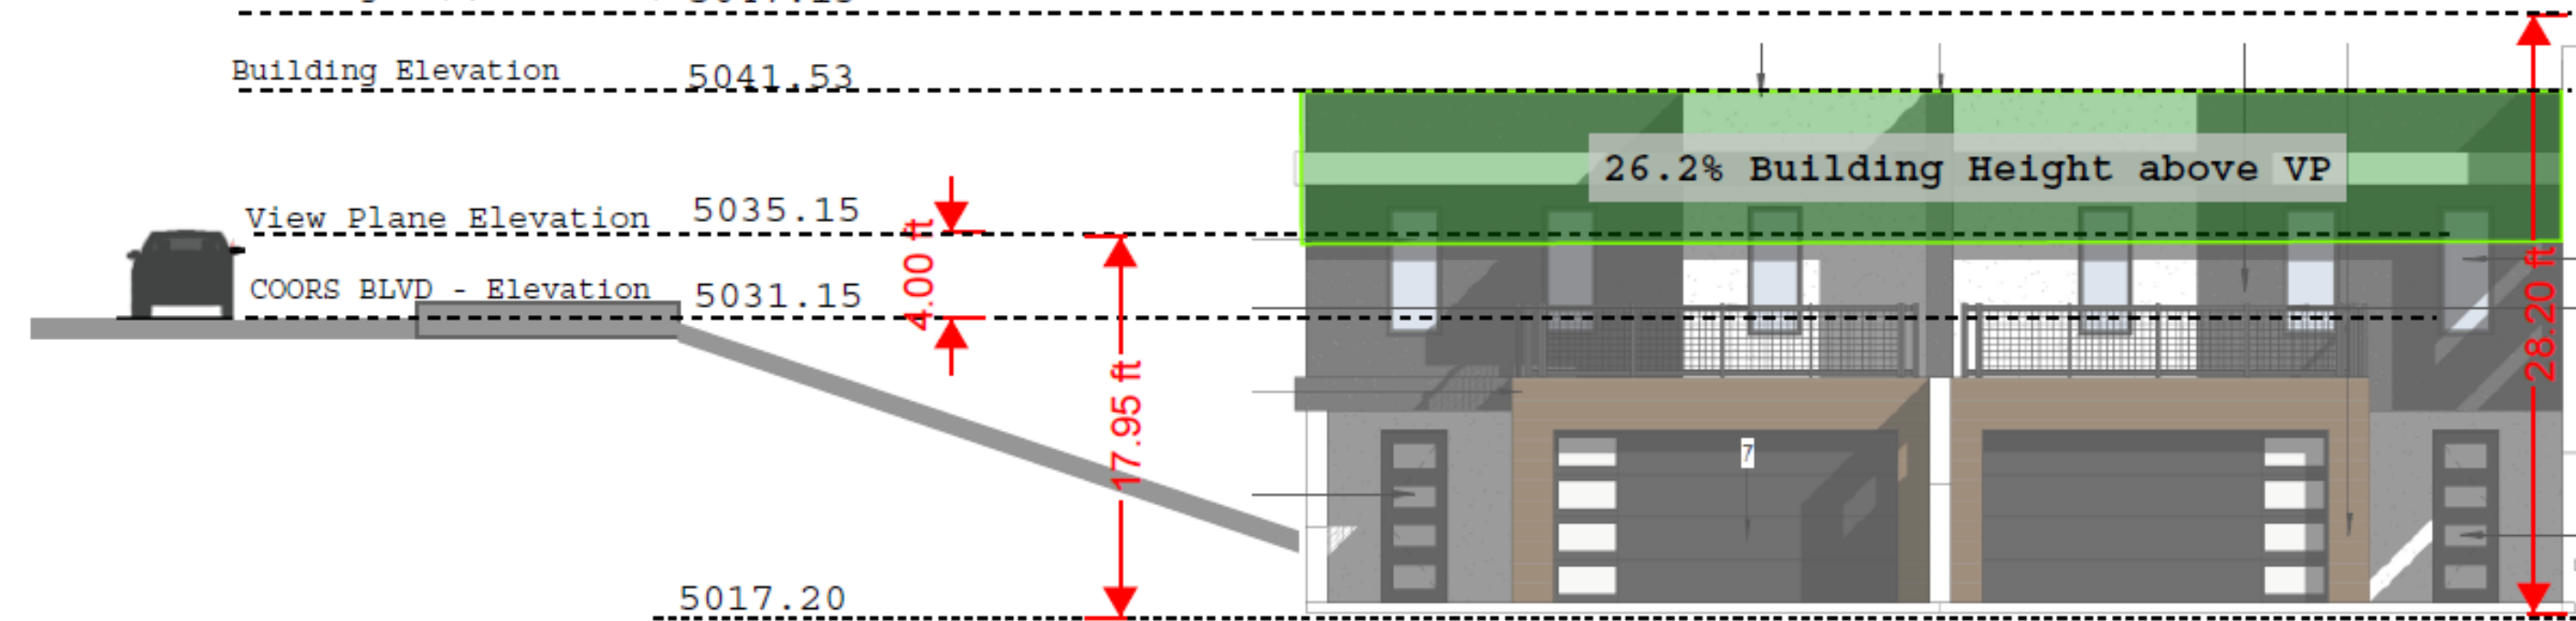 Building Elevation 5041.53
26.2% Building Height above VP
View Plane Elevation 5035.15
4.00 ft
COORS BLVD - Elevation 5031.15
28.20 ft
17.95 ft
7
5017.20